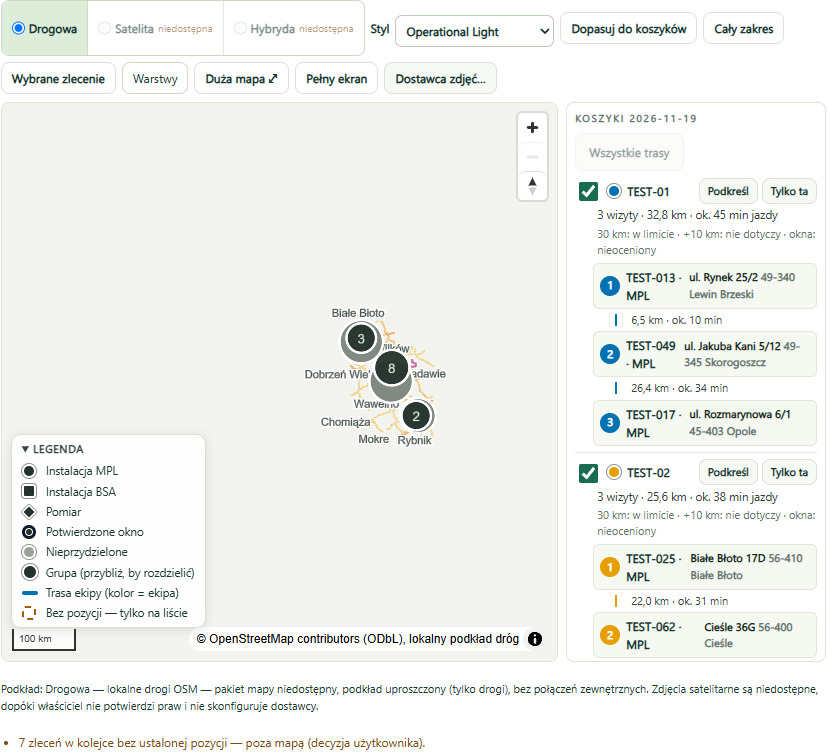 Drogowa
Satelita niedostępny
Hybryda niedostępny
Styl
Operational Light
Dopasuj do koszyków
Cały zakres
Wybrane zlecenie
Warstwy
Duża mapa
Pełny ekran
Dostawca zdjęć...
Białe Błoto
3
8
Dobrzeń Wiel
adawie
Wawelno
2
Chomiąża
Mokre
Rybnik
▼ LEGENDA
Instalacja MPL
Instalacja BSA
Pomiar
Potwierdzone okno
Nieprzydzielone
Grupa (przybliż, by rozdzielić)
Trasa ekipy (kolor = ekipa)
Bez pozycji — tylko na liście
100 km
© OpenStreetMap contributors (ODbL), lokalny podkład dróg
KOSZYKI 2026-11-19
Wszystkie trasy
TEST-01
Podkreśl
Tylko ta
3 wizyty · 32,8 km · ok. 45 min jazdy
30 km: w limicie · +10 km: nie dotyczy · okna:
nieoceniony
1 TEST-013 · MPL
ul. Rynek 25/2 49-340
Lewin Brzeski
6,5 km · ok. 10 min
2 TEST-049 · MPL
ul. Jakuba Kani 5/12 49-
345 Skorogoszcz
26,4 km · ok. 34 min
3 TEST-017 · MPL
ul. Rozmarynowa 6/1
45-403 Opole
TEST-02
Podkreśl
Tylko ta
3 wizyty · 25,6 km · ok. 38 min jazdy
30 km: w limicie · +10 km: nie dotyczy · okna:
nieoceniony
1 TEST-025 · MPL
Białe Błoto 17D 56-410
Białe Błoto
22,0 km · ok. 31 min
2 TEST-062 · MPL
Cieśle 36G 56-400
Cieśle
Podkład: Drogowa — lokalne drogi OSM — pakiet mapy niedostępny, podkład uproszczony (tylko drogi), bez połączeń zewnętrznych. Zdjęcia satelitarne są niedostępne,
dopóki właściciel nie potwierdzi praw i nie skonfiguruje dostawcy.
• 7 zleceń w kolejce bez ustalonej pozycji — poza mapą (decyzja użytkownika).